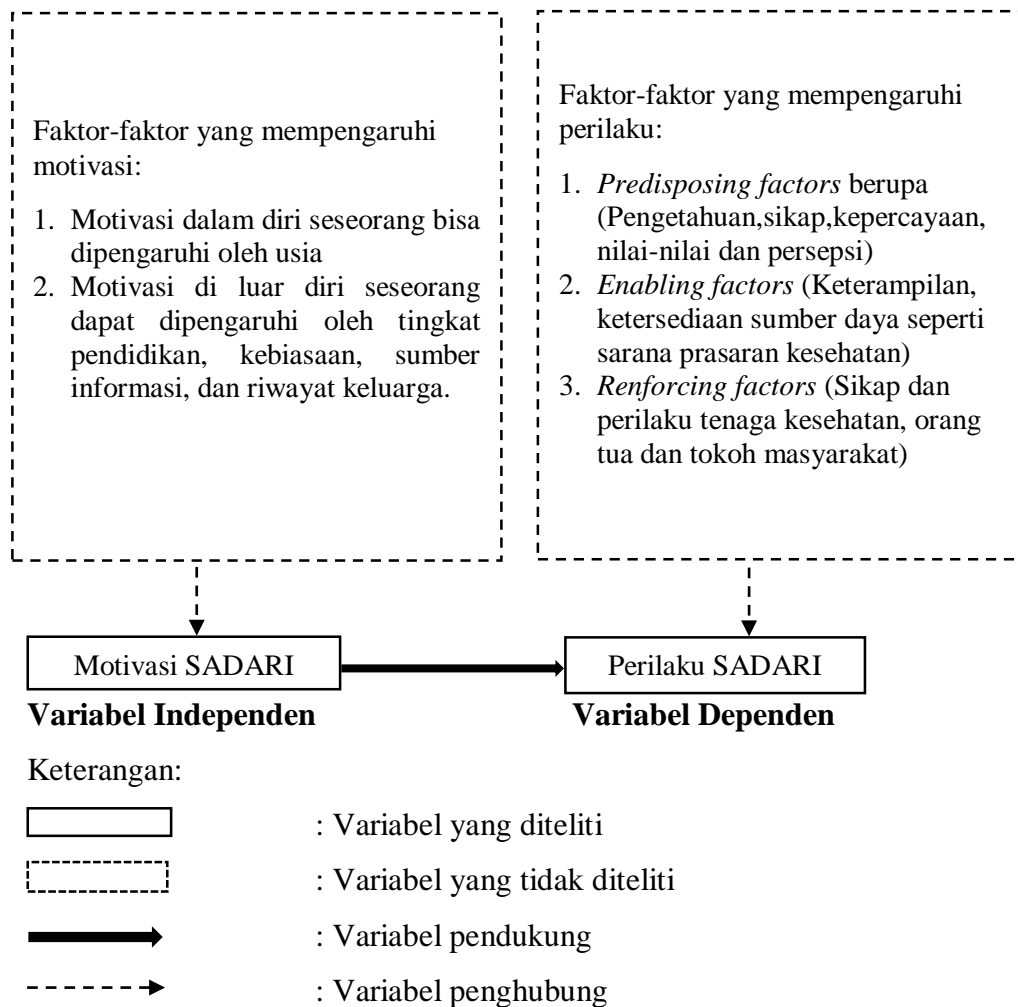 Faktor-faktor yang mempengaruhi
motivasi:
1. Motivasi dalam diri seseorang bisa
dipengaruhi oleh usia
2. Motivasi di luar diri seseorang
dapat dipengaruhi oleh tingkat
pendidikan, kebiasaan, sumber
informasi, dan riwayat keluarga.
Faktor-faktor yang mempengaruhi
perilaku:
1. Predisposing factors berupa
(Pengetahuan,sikap,kepercayaan,
nilai-nilai dan persepsi)
2. Enabling factors (Keterampilan,
ketersediaan sumber daya seperti
sarana prasaran kesehatan)
3. Renforcing factors (Sikap dan
perilaku tenaga kesehatan, orang
tua dan tokoh masyarakat)
Motivasi SADARI
Perilaku SADARI
Variabel Independen
Variabel Dependen
Keterangan:
: Variabel yang diteliti
: Variabel yang tidak diteliti
: Variabel pendukung
: Variabel penghubung